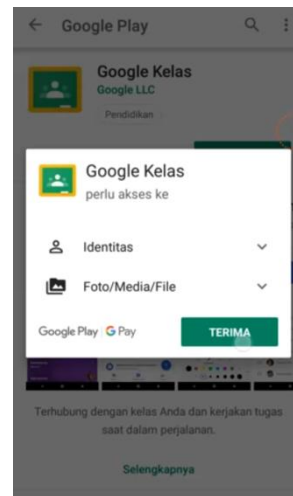 Google Play
Google Kelas
Google LLC
Pendidikan
Google Kelas
perlu akses ke
Identitas
Foto/Media/File
Google Play
G Pay
TERIMA
Terhubung dengan kelas Anda dan kerjakan tugas
saat dalam perjalanan.
Selengkapnya